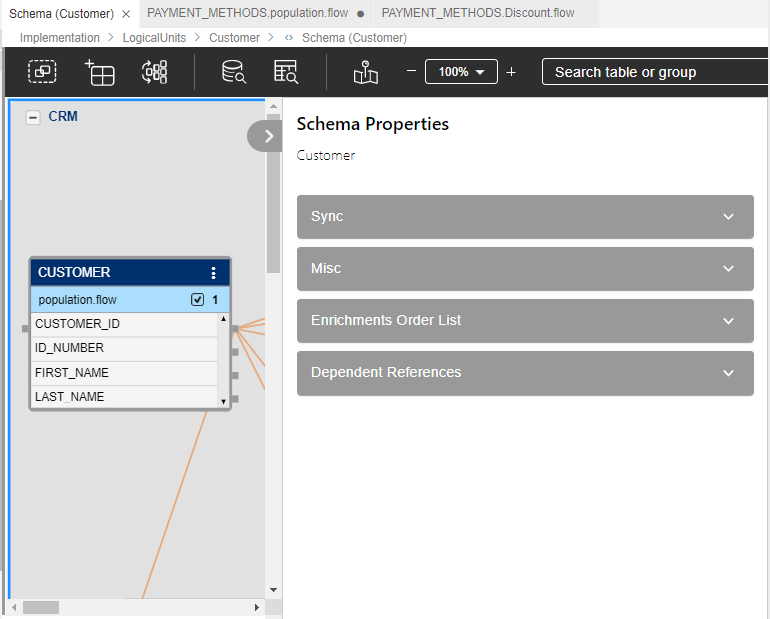 Schema (Customer) × PAYMENT_METHODS.population.flow ● PAYMENT_METHODS.Discount.flow
Implementation > LogicalUnits > Customer > Schema (Customer)
100% Search table or group
CRM
Schema Properties
Customer
Sync
Misc
Enrichments Order List
Dependent References
CUSTOMER
population.flow 1
CUSTOMER_ID
ID_NUMBER
FIRST_NAME
LAST_NAME